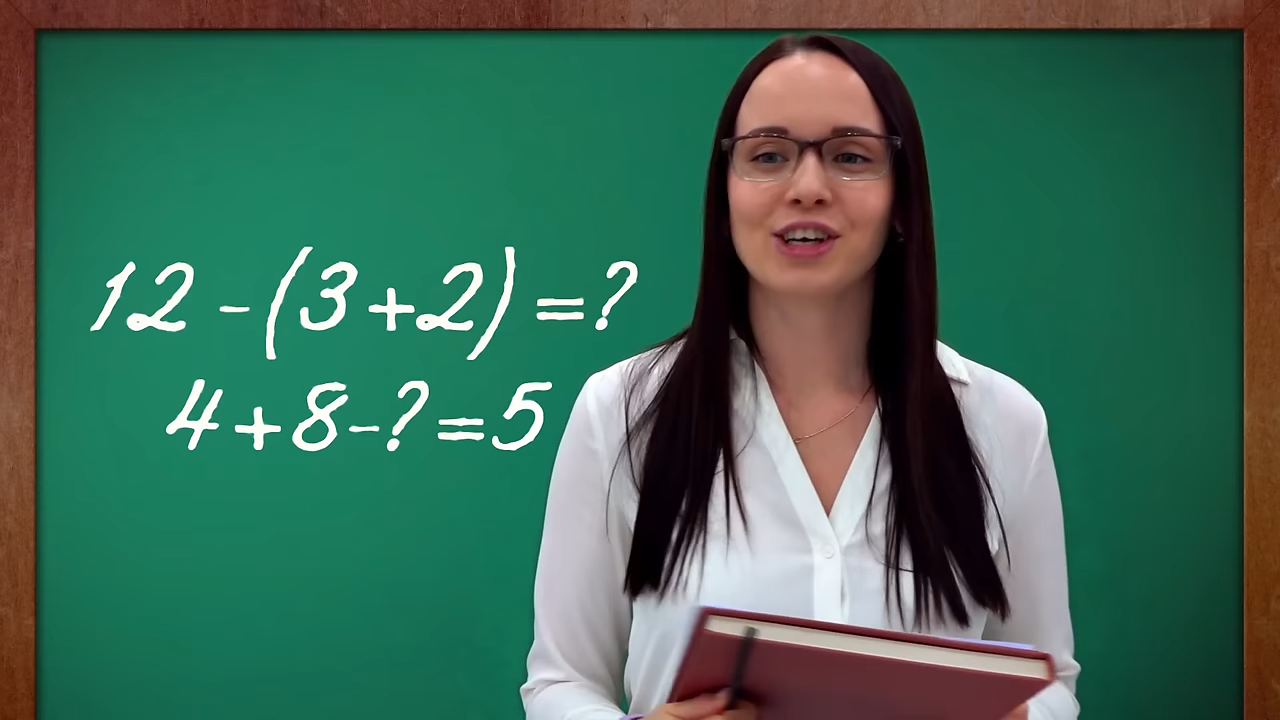 12 - (3 + 2) = ?
4 + 8 - ? = 5